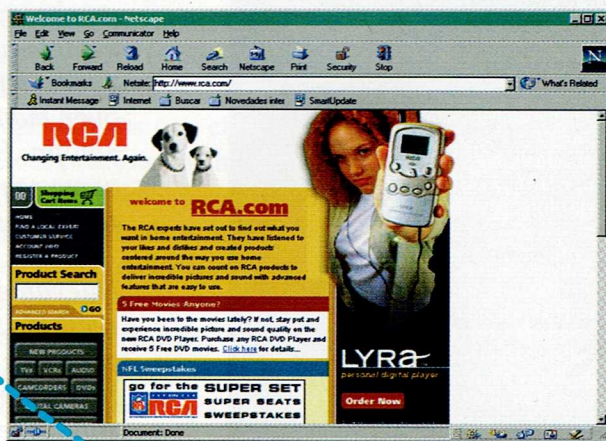 Welcome to RCA.com - Netscape
File Edit View Go Communicator Help
Back Forward Reload Home Search Netscape Print Security Stop
Bookmarks Netsite: http://www.rca.com/ What's Related
Instant Message Internet Buscar Novedades inter SmartUpdate
RCA
Changing Entertainment. Again.
Shopping
Cart Items
HOME
FIND A LOCAL EXPERT
CUSTOMER SERVICE
ACCOUNT INFO
REGISTER A PRODUCT
Product Search
ADVANCED SEARCH GO
Products
NEW PRODUCTS
TVs VCRs AUDIO
CAMCORDERS DVDs
DIGITAL CAMERAS
welcome to RCA.com
The RCA experts have set out to find out what you
want in home entertainment. They have listened to
your likes and dislikes and created products
centered around the way you use home
entertainment. You can count on RCA products to
deliver incredible pictures and sound with advanced
features that are easy to use.
5 Free Movies Anyone?
Have you been to the movies lately? If not, stay put and
experience incredible picture and sound quality on the
new RCA DVD Player. Purchase any RCA DVD Player and
receive 5 Free DVD movies. Click here for details...
NFL Sweepstakes
go for the SUPER SET
SUPER SEATS
SWEEPSTAKES
NFL
RCA
LYRA
personal digital player
Order Now
Document: Done